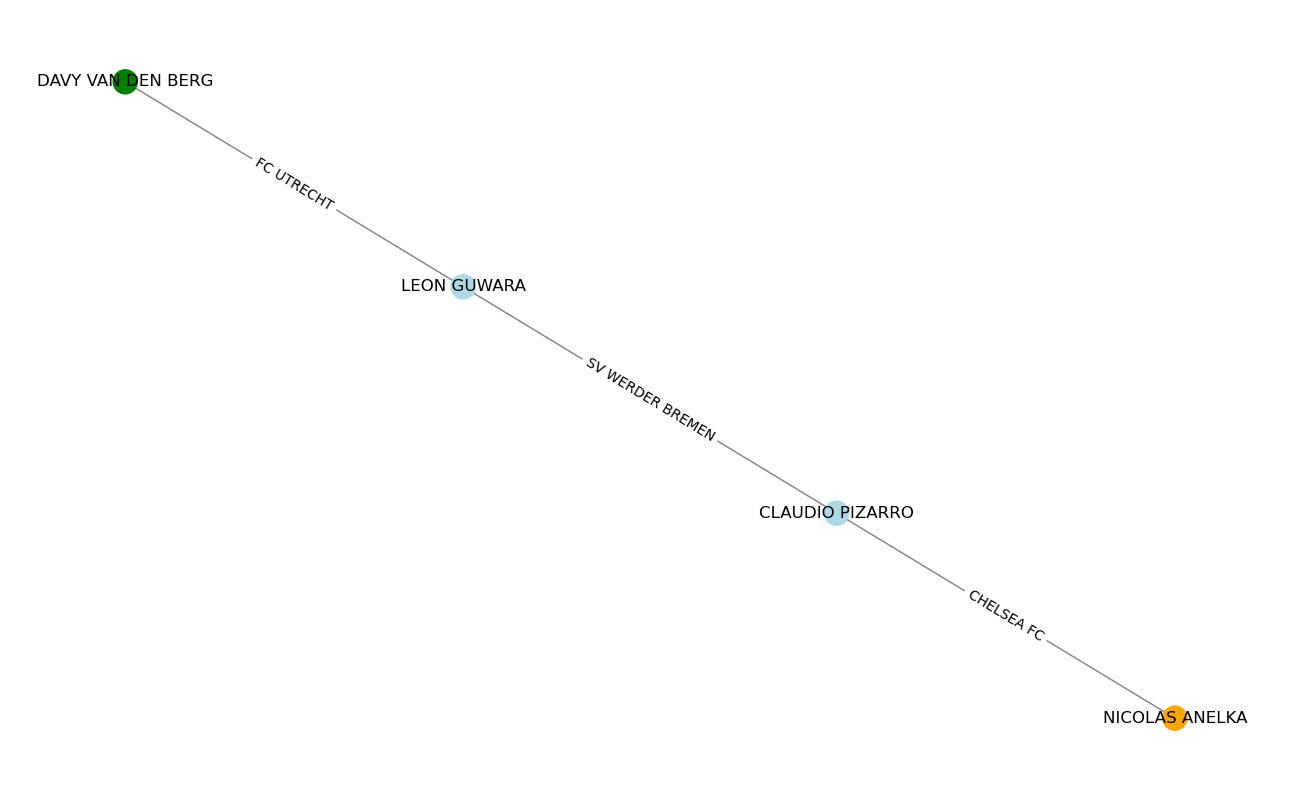 DAVY VAN DEN BERG
FC UTRECHT
LEON GUWARA
SV WERDER BREMEN
CLAUDIO PIZARRO
CHELSEA FC
NICOLAS ANELKA